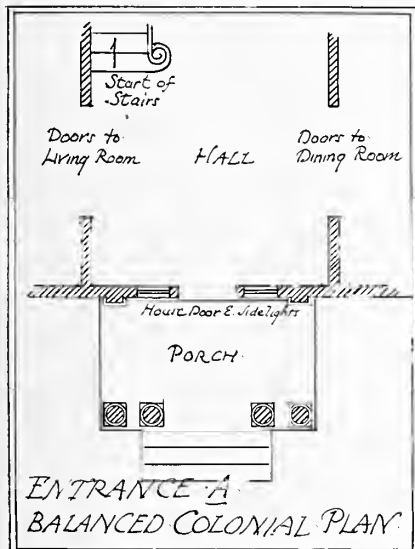 Start of
Stairs
Doors to
Living Room
HALL
Doors to
Dining Room
House Door & Sidelights
PORCH
ENTRANCE · A
BALANCED COLONIAL PLAN